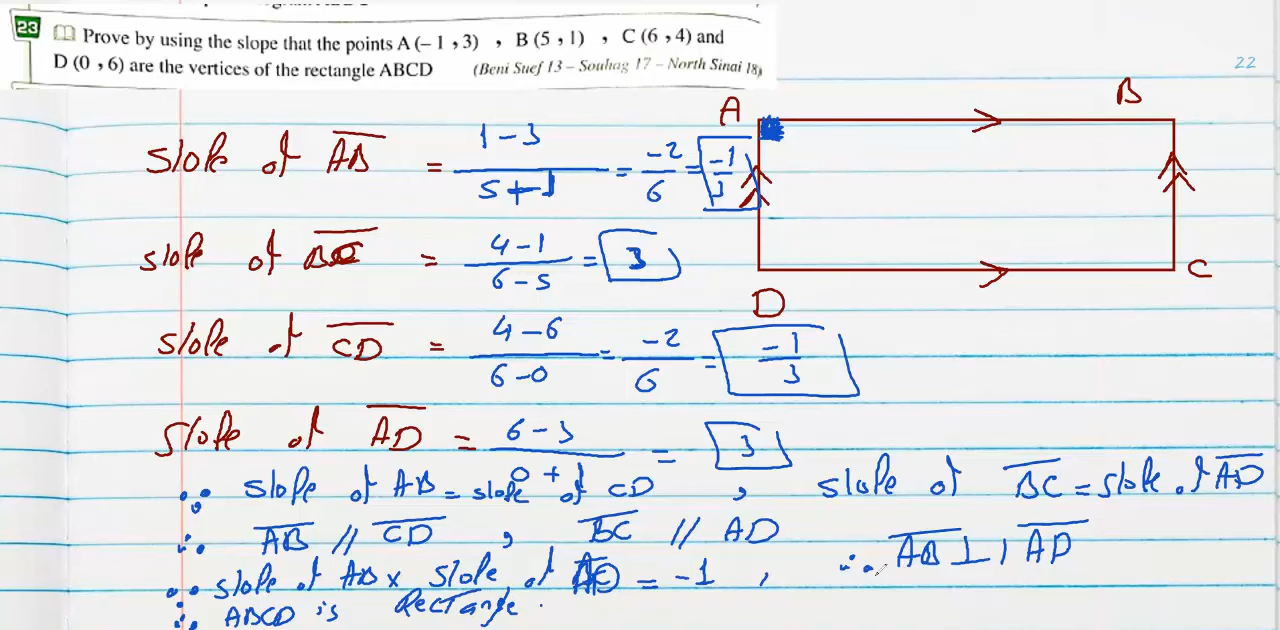 23 Prove by using the slope that the points A (– 1 , 3) , B (5 , 1) , C (6 , 4) and
D (0 , 6) are the vertices of the rectangle ABCD (Beni Suef 13 – Souhag 17 – North Sinai 18)
22
A B
slope of AB = 1 – 3 / 5 + 1 = –2 / 6 = –1 / 3
slope of BC = 4 – 1 / 6 – 5 = 3
C
D
slope of CD = 4 – 6 / 6 – 0 = –2 / 6 = –1 / 3
slope of AD = 6 – 3 / 0 + = 3
∵ slope of AB = slope of CD , slope of BC = slope of AD
∴ AB // CD , BC // AD
∵ slope of AB × slope of AD = –1 , ∴ AB ⊥ AD
∴ ABCD is Rectangle.